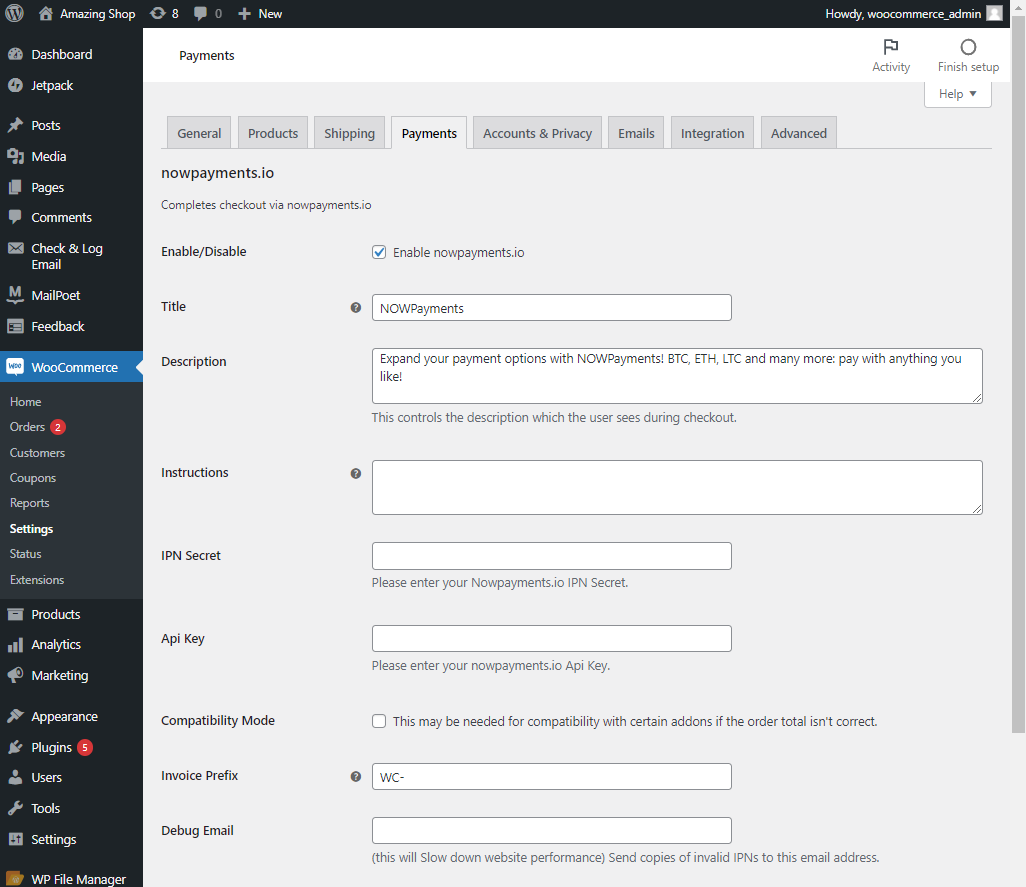 Amazing Shop
8
0
New
Howdy, woocommerce_admin
Dashboard
Jetpack
Posts
Media
Pages
Comments
Check & Log
Email
MailPoet
Feedback
WooCommerce
Home
Orders 2
Customers
Coupons
Reports
Settings
Status
Extensions
Products
Analytics
Marketing
Appearance
Plugins 5
Users
Tools
Settings
WP File Manager
Payments
Activity
Finish setup
Help
General
Products
Shipping
Payments
Accounts & Privacy
Emails
Integration
Advanced
nowpayments.io
Completes checkout via nowpayments.io
Enable/Disable
Enable nowpayments.io
Title
NOWPayments
Description
Expand your payment options with NOWPayments! BTC, ETH, LTC and many more: pay with anything you
like!
This controls the description which the user sees during checkout.
Instructions
IPN Secret
Please enter your Nowpayments.io IPN Secret.
Api Key
Please enter your nowpayments.io Api Key.
Compatibility Mode
This may be needed for compatibility with certain addons if the order total isn't correct.
Invoice Prefix
WC-
Debug Email
(this will Slow down website performance) Send copies of invalid IPNs to this email address.